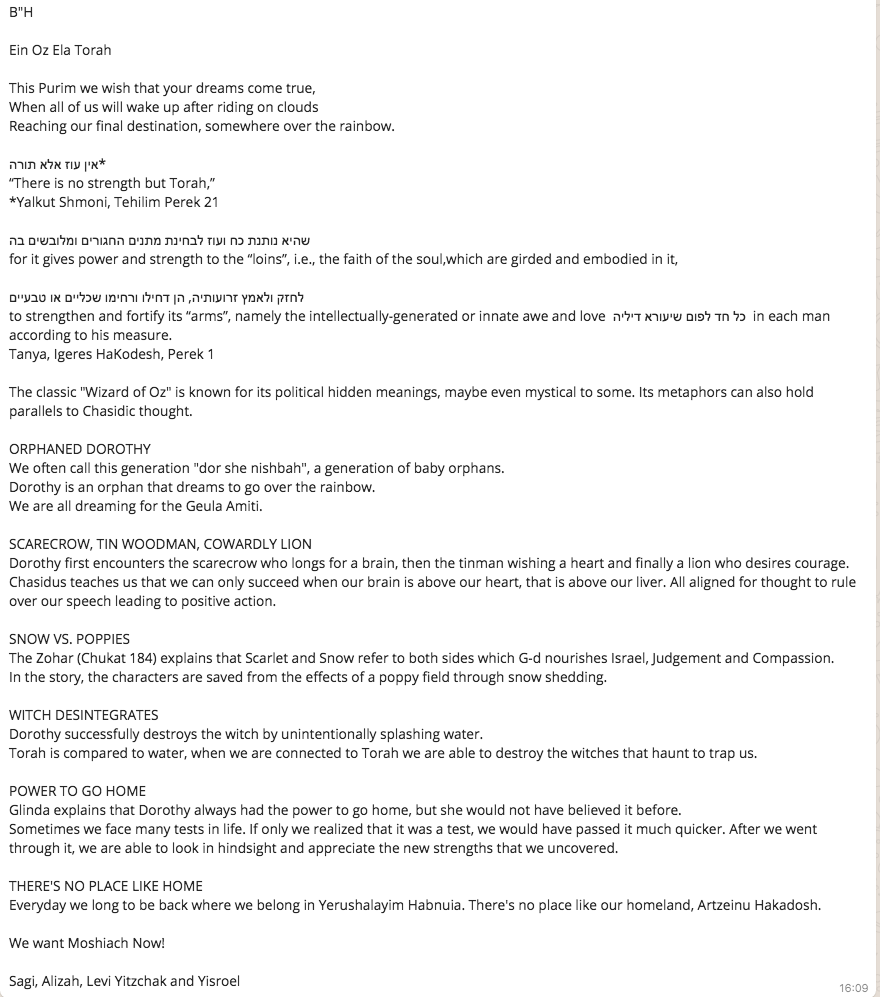 B"H
Ein Oz Ela Torah
This Purim we wish that your dreams come true,
When all of us will wake up after riding on clouds
Reaching our final destination, somewhere over the rainbow.
אין עוז אלא תורה*
“There is no strength but Torah,”
*Yalkut Shmoni, Tehilim Perek 21
שהיא נותנת כח ועוז לבחינת מתנים החגורים ומלובשים בה
for it gives power and strength to the “loins”, i.e., the faith of the soul,which are girded and embodied in it,
לחזק ולאמץ זרועותיה, הן דחילו ורחימו שכליים או טבעיים
to strengthen and fortify its “arms”, namely the intellectually-generated or innate awe and love כל חד לפום שיעורא דיליה in each man
according to his measure.
Tanya, Igeres HaKodesh, Perek 1
The classic "Wizard of Oz" is known for its political hidden meanings, maybe even mystical to some. Its metaphors can also hold
parallels to Chasidic thought.
ORPHANED DOROTHY
We often call this generation "dor she nishbah", a generation of baby orphans.
Dorothy is an orphan that dreams to go over the rainbow.
We are all dreaming for the Geula Amiti.
SCARECROW, TIN WOODMAN, COWARDLY LION
Dorothy first encounters the scarecrow who longs for a brain, then the tinman wishing a heart and finally a lion who desires courage.
Chasidus teaches us that we can only succeed when our brain is above our heart, that is above our liver. All aligned for thought to rule
over our speech leading to positive action.
SNOW VS. POPPIES
The Zohar (Chukat 184) explains that Scarlet and Snow refer to both sides which G-d nourishes Israel, Judgement and Compassion.
In the story, the characters are saved from the effects of a poppy field through snow shedding.
WITCH DESINTEGRATES
Dorothy successfully destroys the witch by unintentionally splashing water.
Torah is compared to water, when we are connected to Torah we are able to destroy the witches that haunt to trap us.
POWER TO GO HOME
Glinda explains that Dorothy always had the power to go home, but she would not have believed it before.
Sometimes we face many tests in life. If only we realized that it was a test, we would have passed it much quicker. After we went
through it, we are able to look in hindsight and appreciate the new strengths that we uncovered.
THERE'S NO PLACE LIKE HOME
Everyday we long to be back where we belong in Yerushalayim Habnuia. There's no place like our homeland, Artzeinu Hakadosh.
We want Moshiach Now!
Sagi, Alizah, Levi Yitzchak and Yisroel
16:09